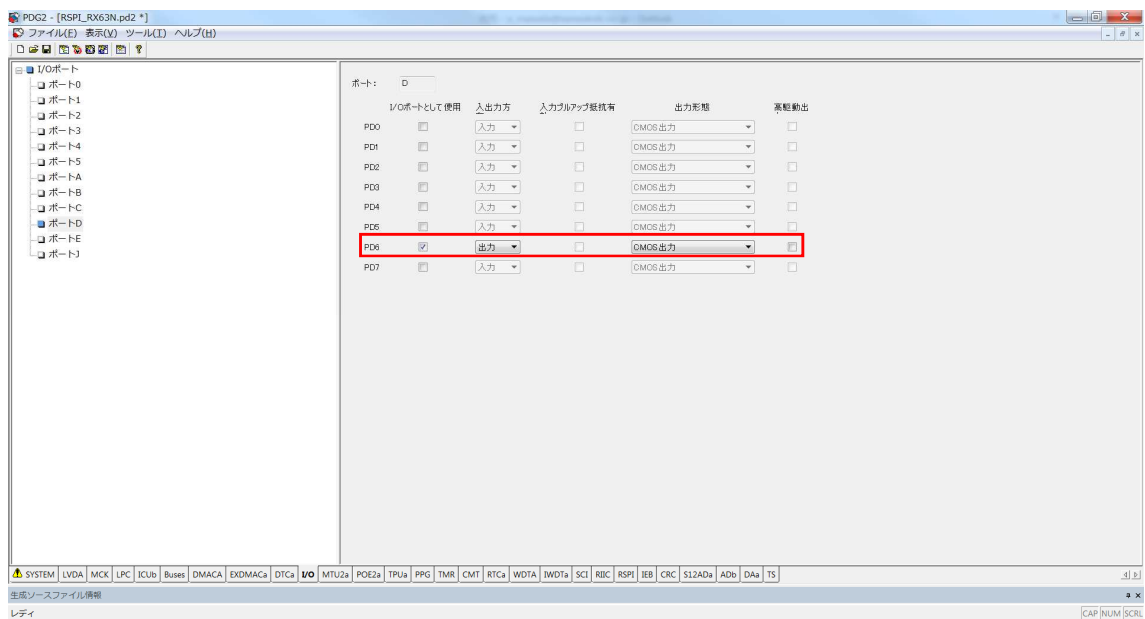 PDG2 - [RSPI_RX63N.pd2 *]
ファイル(F) 表示(V) ツール(T) ヘルプ(H)
I/Oポート
ポート0
ポート1
ポート2
ポート3
ポート4
ポート5
ポートA
ポートB
ポートC
ポートD
ポートE
ポートJ
ポート: D
I/Oポートとして使用 入出力方 入力プルアップ抵抗有 出力形態 高駆動出
PD0 入力 CMOS出力
PD1 入力 CMOS出力
PD2 入力 CMOS出力
PD3 入力 CMOS出力
PD4 入力 CMOS出力
PD5 入力 CMOS出力
PD6 出力 CMOS出力
PD7 入力 CMOS出力
SYSTEM LVDA MCK LPC ICUb Buses DMACA EXDMACa DTCa I/O MTU2a POE2a TPUa PPG TMR CMT RTCa WDTA IWDTa SCI RIIC RSPI IEB CRC S12ADa ADb DAa TS
生成ソースファイル情報
レディ CAP NUM SCRL